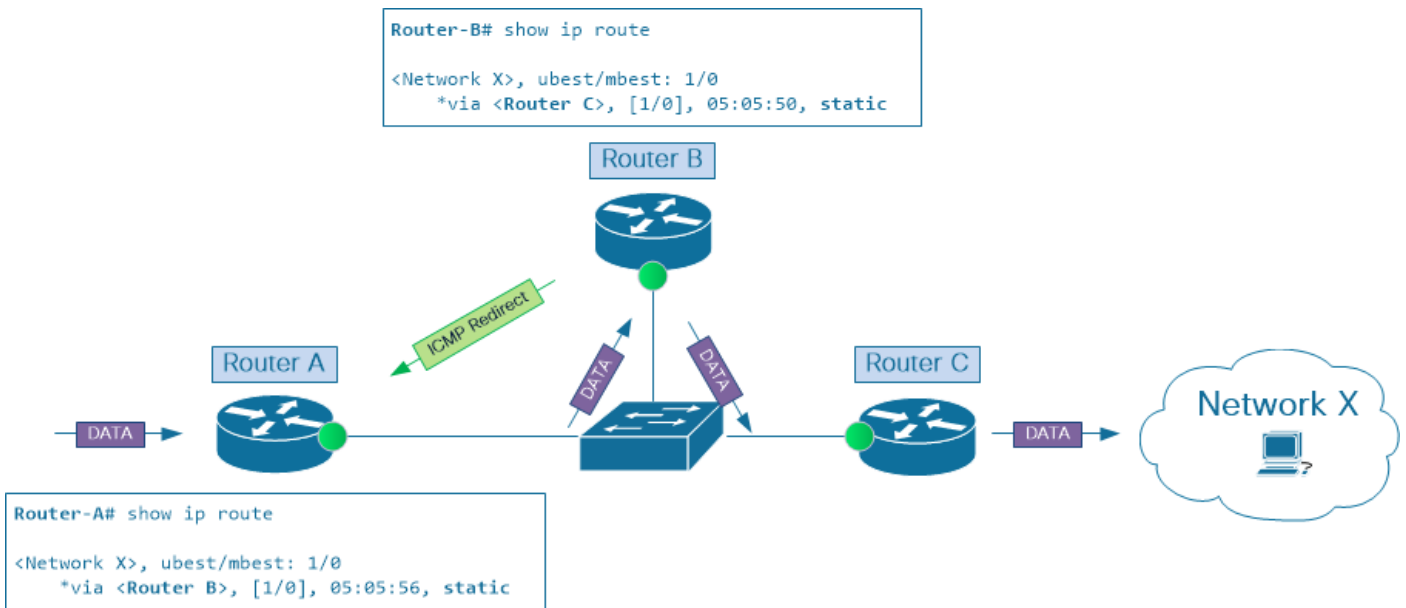 Router-B# show ip route
<Network X>, ubest/mbest: 1/0
*via <Router C>, [1/0], 05:05:50, static
Router B
ICMP Redirect
DATA
DATA
Router A
Router C
Network X
DATA
DATA
?
Router-A# show ip route
<Network X>, ubest/mbest: 1/0
*via <Router B>, [1/0], 05:05:56, static